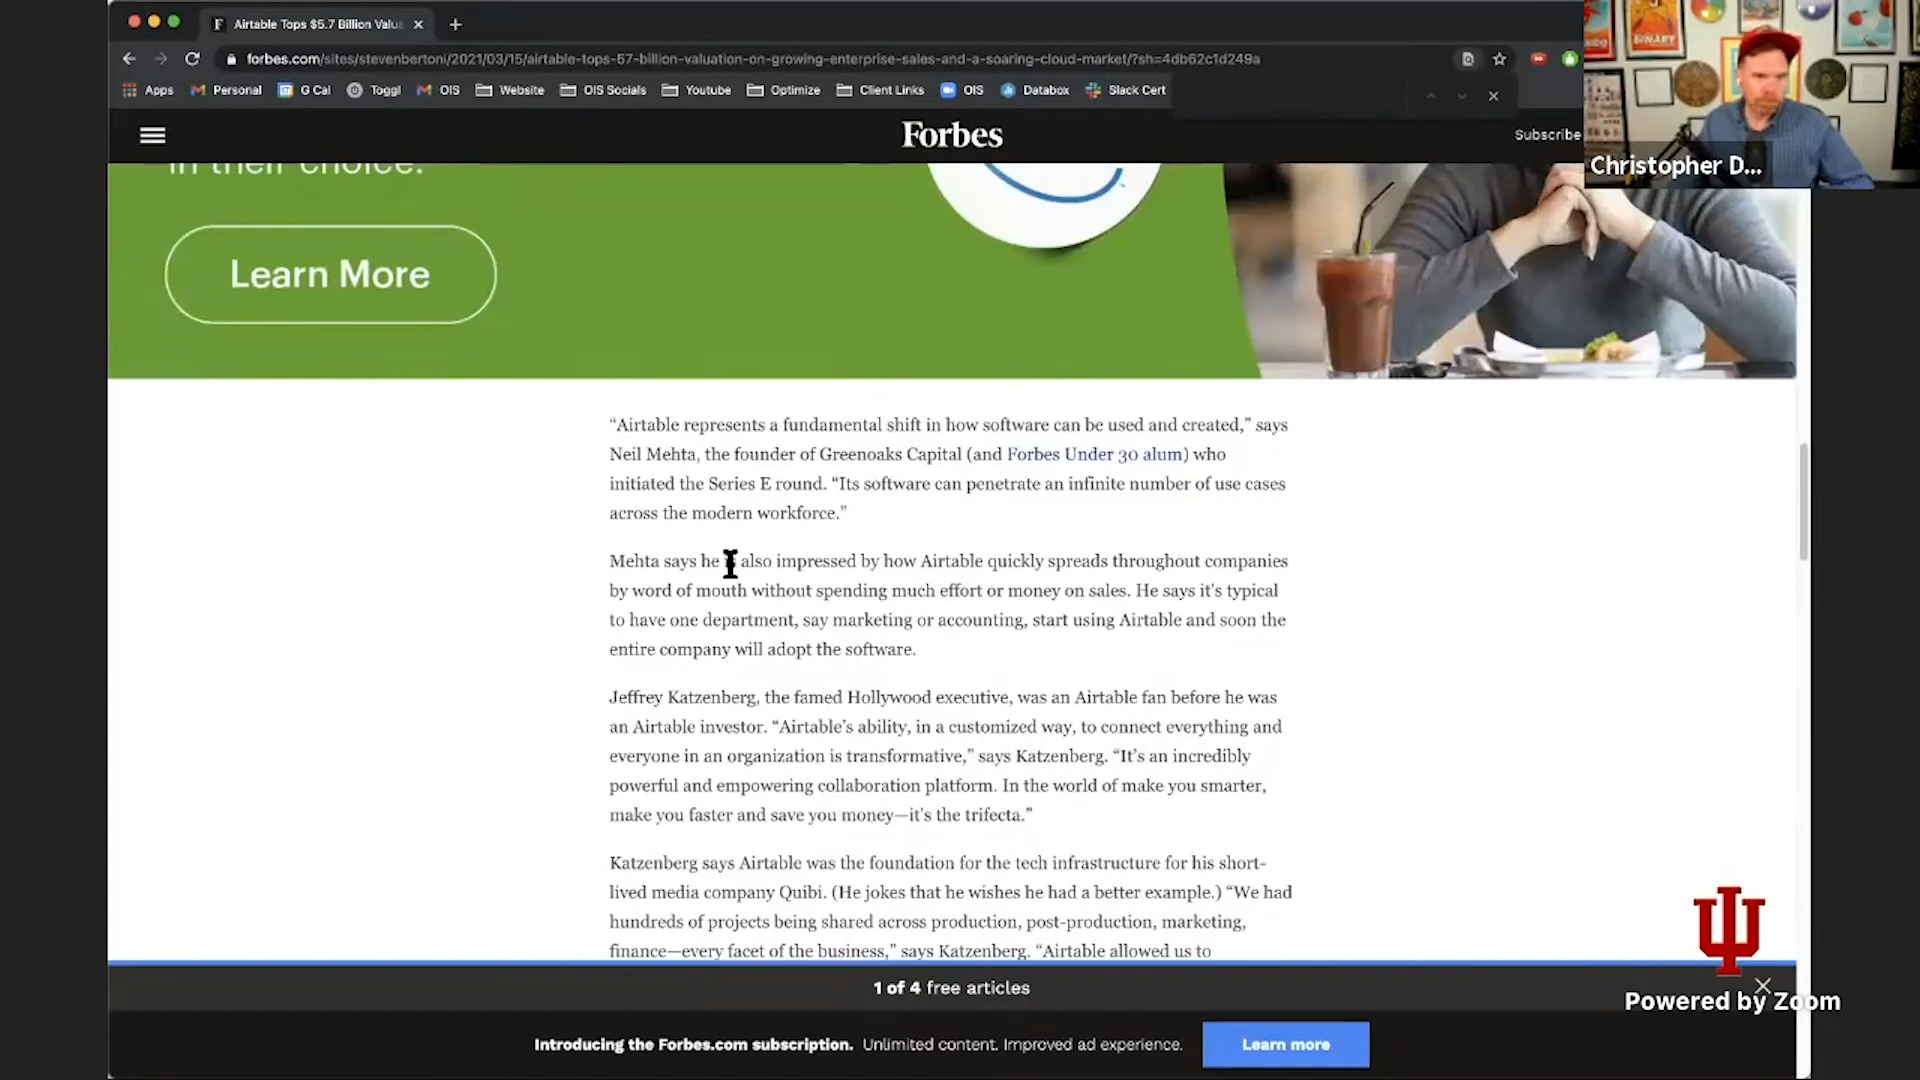 Airtable Tops $5.7 Billion Valu
forbes.com/sites/stevenbertoni/2021/03/15/airtable-tops-57-billion-valuation-on-growing-enterprise-sales-and-a-soaring-cloud-market/?sh=4db62c1d249a
Apps Personal G Cal Toggl OIS Website OIS Socials Youtube Optimize Client Links OIS Databox Slack Cert
Forbes
Subscribe
BINARY
Christopher D...
in their choice.
Learn More
“Airtable represents a fundamental shift in how software can be used and created,” says
Neil Mehta, the founder of Greenoaks Capital (and Forbes Under 30 alum) who
initiated the Series E round. “Its software can penetrate an infinite number of use cases
across the modern workforce.”
Mehta says he is also impressed by how Airtable quickly spreads throughout companies
by word of mouth without spending much effort or money on sales. He says it's typical
to have one department, say marketing or accounting, start using Airtable and soon the
entire company will adopt the software.
Jeffrey Katzenberg, the famed Hollywood executive, was an Airtable fan before he was
an Airtable investor. “Airtable’s ability, in a customized way, to connect everything and
everyone in an organization is transformative,” says Katzenberg. “It’s an incredibly
powerful and empowering collaboration platform. In the world of make you smarter,
make you faster and save you money—it’s the trifecta.”
Katzenberg says Airtable was the foundation for the tech infrastructure for his short-
lived media company Quibi. (He jokes that he wishes he had a better example.) “We had
hundreds of projects being shared across production, post-production, marketing,
finance—every facet of the business,” says Katzenberg. “Airtable allowed us to
1 of 4 free articles
Powered by Zoom
Introducing the Forbes.com subscription. Unlimited content. Improved ad experience.
Learn more